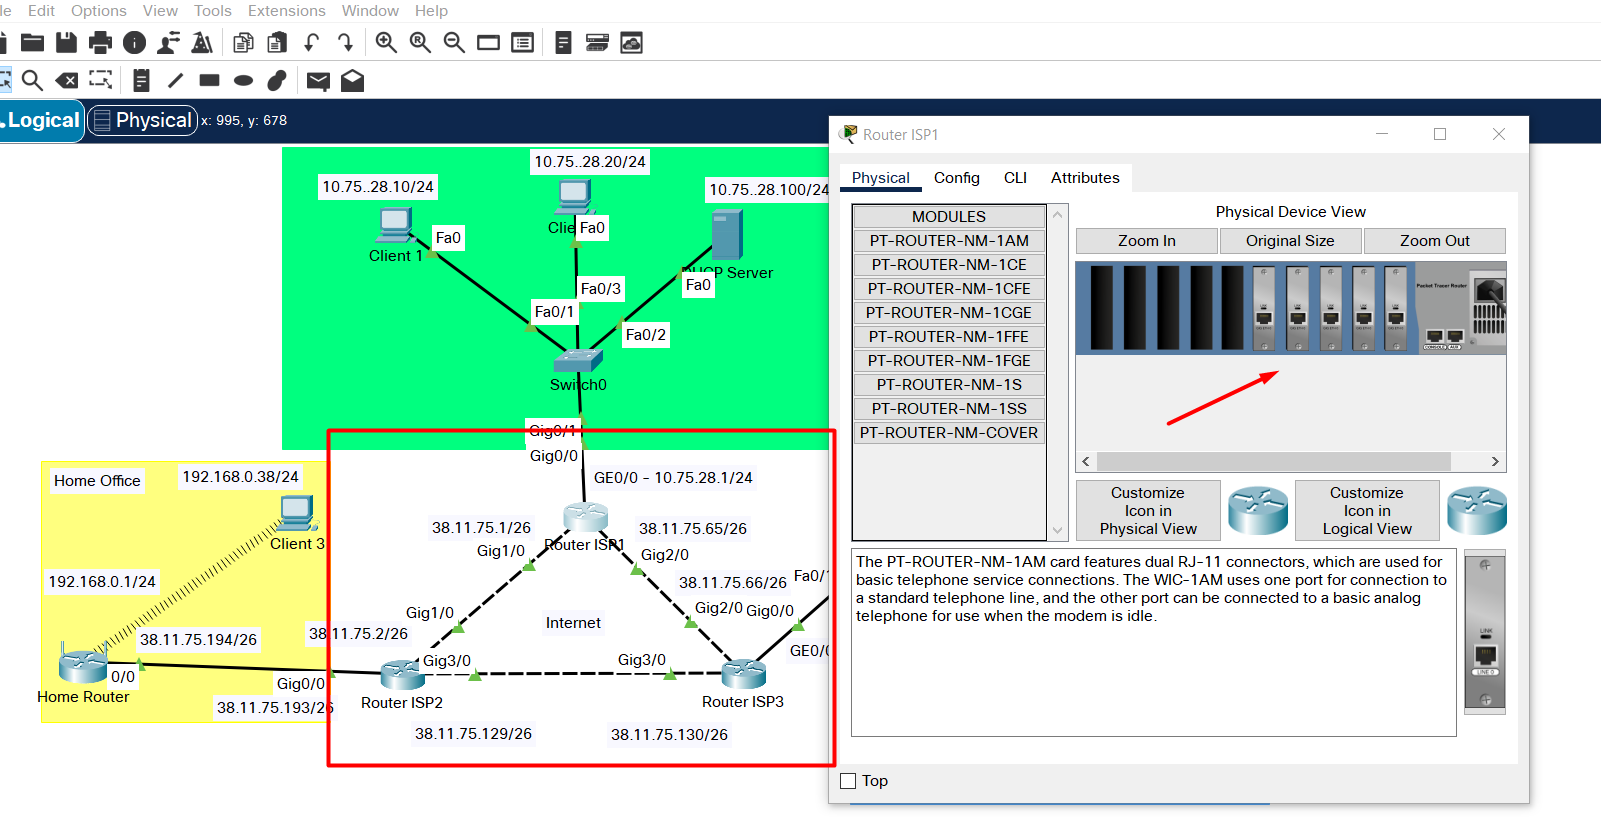 le Edit Options View Tools Extensions Window Help
Logical Physical x: 995, y: 678
10.75..28.20/24
10.75..28.10/24
10.75..28.100/24
Fa0
Clie
Fa0
Client 1
DHCP Server
Fa0
Fa0/3
Fa0/1
Fa0/2
Switch0
Gig0/1
Gig0/0
GE0/0 - 10.75.28.1/24
Home Office
192.168.0.38/24
Client 3
192.168.0.1/24
38.11.75.194/26
0/0
Home Router
Gig0/0
38.11.75.193/26
38.11.75.1/26
38.11.75.65/26
Router ISP1
Gig1/0
Gig2/0
38.11.75.66/26
Fa0/
Gig1/0
Gig2/0 Gig0/0
Internet
38.11.75.2/26
GE0/0
Gig3/0
Gig3/0
Router ISP2
Router ISP3
38.11.75.129/26
38.11.75.130/26
Router ISP1
Physical Config CLI Attributes
MODULES
PT-ROUTER-NM-1AM
PT-ROUTER-NM-1CE
PT-ROUTER-NM-1CFE
PT-ROUTER-NM-1CGE
PT-ROUTER-NM-1FFE
PT-ROUTER-NM-1FGE
PT-ROUTER-NM-1S
PT-ROUTER-NM-1SS
PT-ROUTER-NM-COVER
Physical Device View
Zoom In Original Size Zoom Out
Packet Tracer Router
CONSOLE AUX
Customize
Icon in
Physical View
Customize
Icon in
Logical View
The PT-ROUTER-NM-1AM card features dual RJ-11 connectors, which are used for
basic telephone service connections. The WIC-1AM uses one port for connection to
a standard telephone line, and the other port can be connected to a basic analog
telephone for use when the modem is idle.
LINK
LINE 0
Top